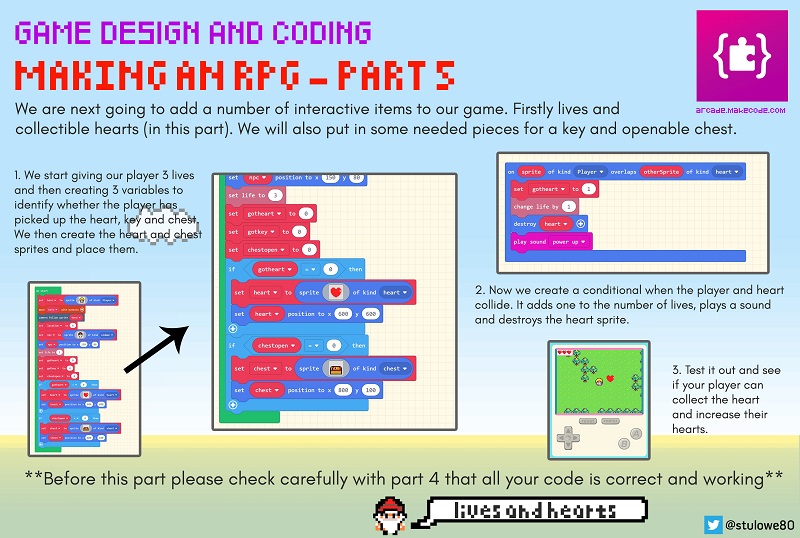 GAME DESIGN AND CODING
MAKING AN RPG - PART 5
arcade.makecode.com
We are next going to add a number of interactive items to our game. Firstly lives and
collectible hearts (in this part). We will also put in some needed pieces for a key and openable chest.
1. We start giving our player 3 lives
and then creating 3 variables to
identify whether the player has
picked up the heart, key and chest.
We then create the heart and chest
sprites and place them.
set npc position to x 150 y 80
set life to 3
set gotheart to 0
set gotkey to 0
set chestopen to 0
if gotheart = 0 then
set heart to sprite of kind heart
set heart position to x 600 y 600
if chestopen = 0 then
set chest to sprite of kind chest
set chest position to x 800 y 100
on sprite of kind Player overlaps otherSprite of kind heart
set gotheart to 1
change life by 1
destroy heart
play sound power up
2. Now we create a conditional when the player and heart
collide. It adds one to the number of lives, plays a sound
and destroys the heart sprite.
3. Test it out and see
if your player can
collect the heart
and increase their
hearts.
B A
**Before this part please check carefully with part 4 that all your code is correct and working**
lives and hearts
@stulowe80